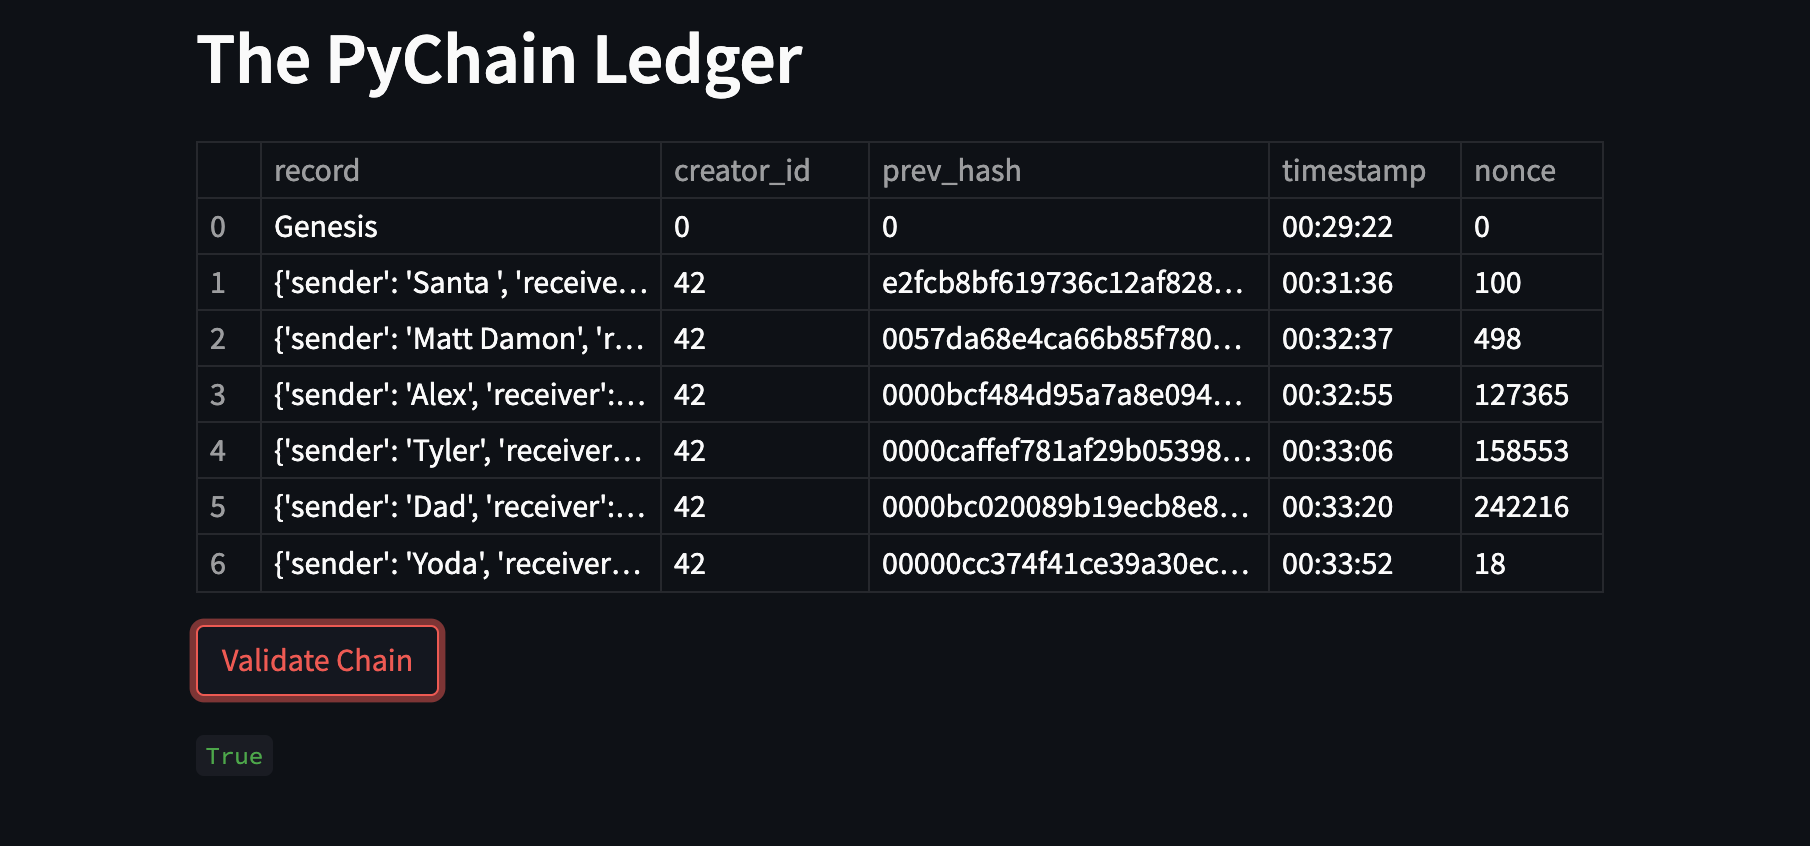 The PyChain Ledger
record creator_id prev_hash timestamp nonce
0 Genesis 0 0 00:29:22 0
1 {'sender': 'Santa ', 'receive... 42 e2fcb8bf619736c12af828... 00:31:36 100
2 {'sender': 'Matt Damon', 'r... 42 0057da68e4ca66b85f780... 00:32:37 498
3 {'sender': 'Alex', 'receiver':... 42 0000bcf484d95a7a8e094... 00:32:55 127365
4 {'sender': 'Tyler', 'receiver... 42 0000caffef781af29b05398... 00:33:06 158553
5 {'sender': 'Dad', 'receiver':... 42 0000bc020089b19ecb8e8... 00:33:20 242216
6 {'sender': 'Yoda', 'receiver... 42 00000cc374f41ce39a30ec... 00:33:52 18
Validate Chain
True